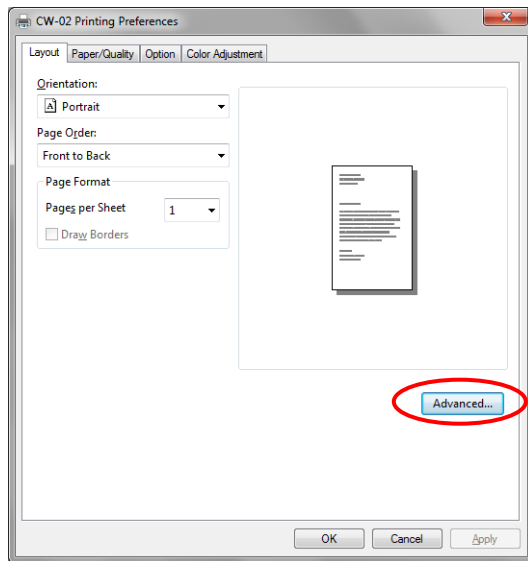 CW-02 Printing Preferences
Layout Paper/Quality Option Color Adjustment
Orientation:
Portrait
Page Order:
Front to Back
Page Format
Pages per Sheet 1
Draw Borders
Advanced...
OK Cancel Apply